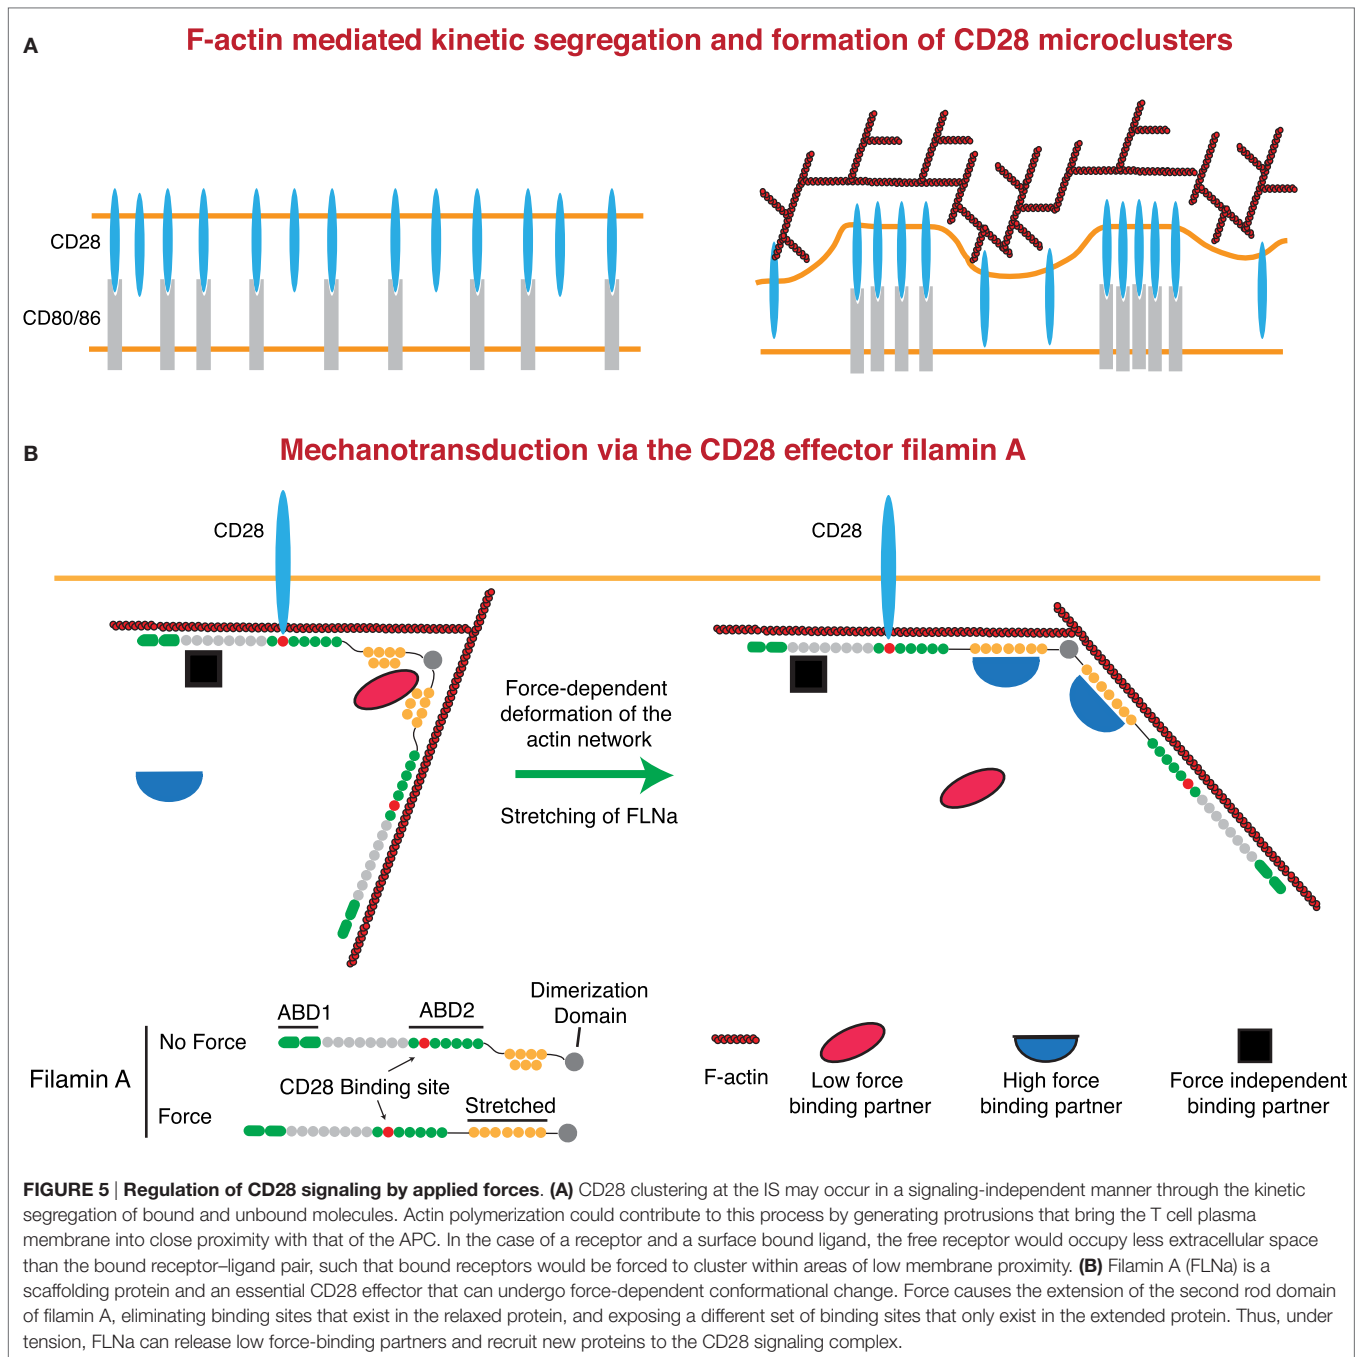 A
F-actin mediated kinetic segregation and formation of CD28 microclusters
CD28
CD80/86
B
Mechanotransduction via the CD28 effector filamin A
CD28
CD28
Force-dependent
deformation of the
actin network
Stretching of FLNa
Filamin A
No Force
ABD1
ABD2
Dimerization
Domain
CD28 Binding site
Force
Stretched
F-actin
Low force
binding partner
High force
binding partner
Force independent
binding partner
FIGURE 5 | Regulation of CD28 signaling by applied forces. (A) CD28 clustering at the IS may occur in a signaling-independent manner through the kinetic
segregation of bound and unbound molecules. Actin polymerization could contribute to this process by generating protrusions that bring the T cell plasma
membrane into close proximity with that of the APC. In the case of a receptor and a surface bound ligand, the free receptor would occupy less extracellular space
than the bound receptor–ligand pair, such that bound receptors would be forced to cluster within areas of low membrane proximity. (B) Filamin A (FLNa) is a
scaffolding protein and an essential CD28 effector that can undergo force-dependent conformational change. Force causes the extension of the second rod domain
of filamin A, eliminating binding sites that exist in the relaxed protein, and exposing a different set of binding sites that only exist in the extended protein. Thus, under
tension, FLNa can release low force-binding partners and recruit new proteins to the CD28 signaling complex.